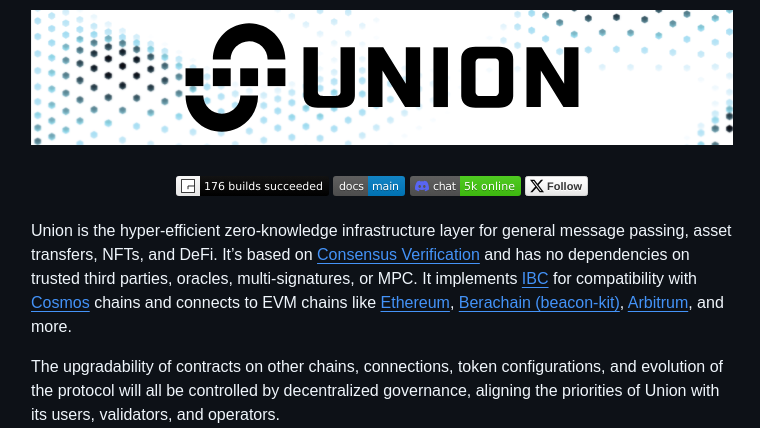 UNION
176 builds succeeded docs main chat 5k online Follow
Union is the hyper-efficient zero-knowledge infrastructure layer for general message passing, asset
transfers, NFTs, and DeFi. It’s based on Consensus Verification and has no dependencies on
trusted third parties, oracles, multi-signatures, or MPC. It implements IBC for compatibility with
Cosmos chains and connects to EVM chains like Ethereum, Berachain (beacon-kit), Arbitrum, and
more.
The upgradability of contracts on other chains, connections, token configurations, and evolution of
the protocol will all be controlled by decentralized governance, aligning the priorities of Union with
its users, validators, and operators.